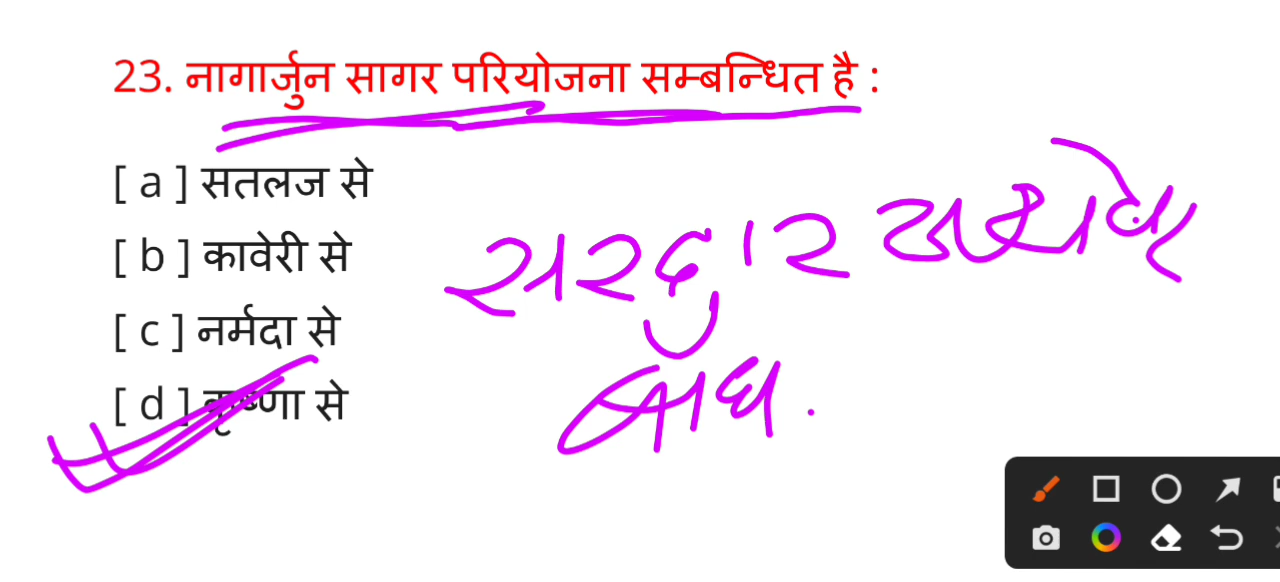 23. नागार्जुन सागर परियोजना सम्बन्धित है :
[ a ] सतलज से
[ b ] कावेरी से
[ c ] नर्मदा से
[ d ] कृष्णा से
सरदार सरोवर
बांध .